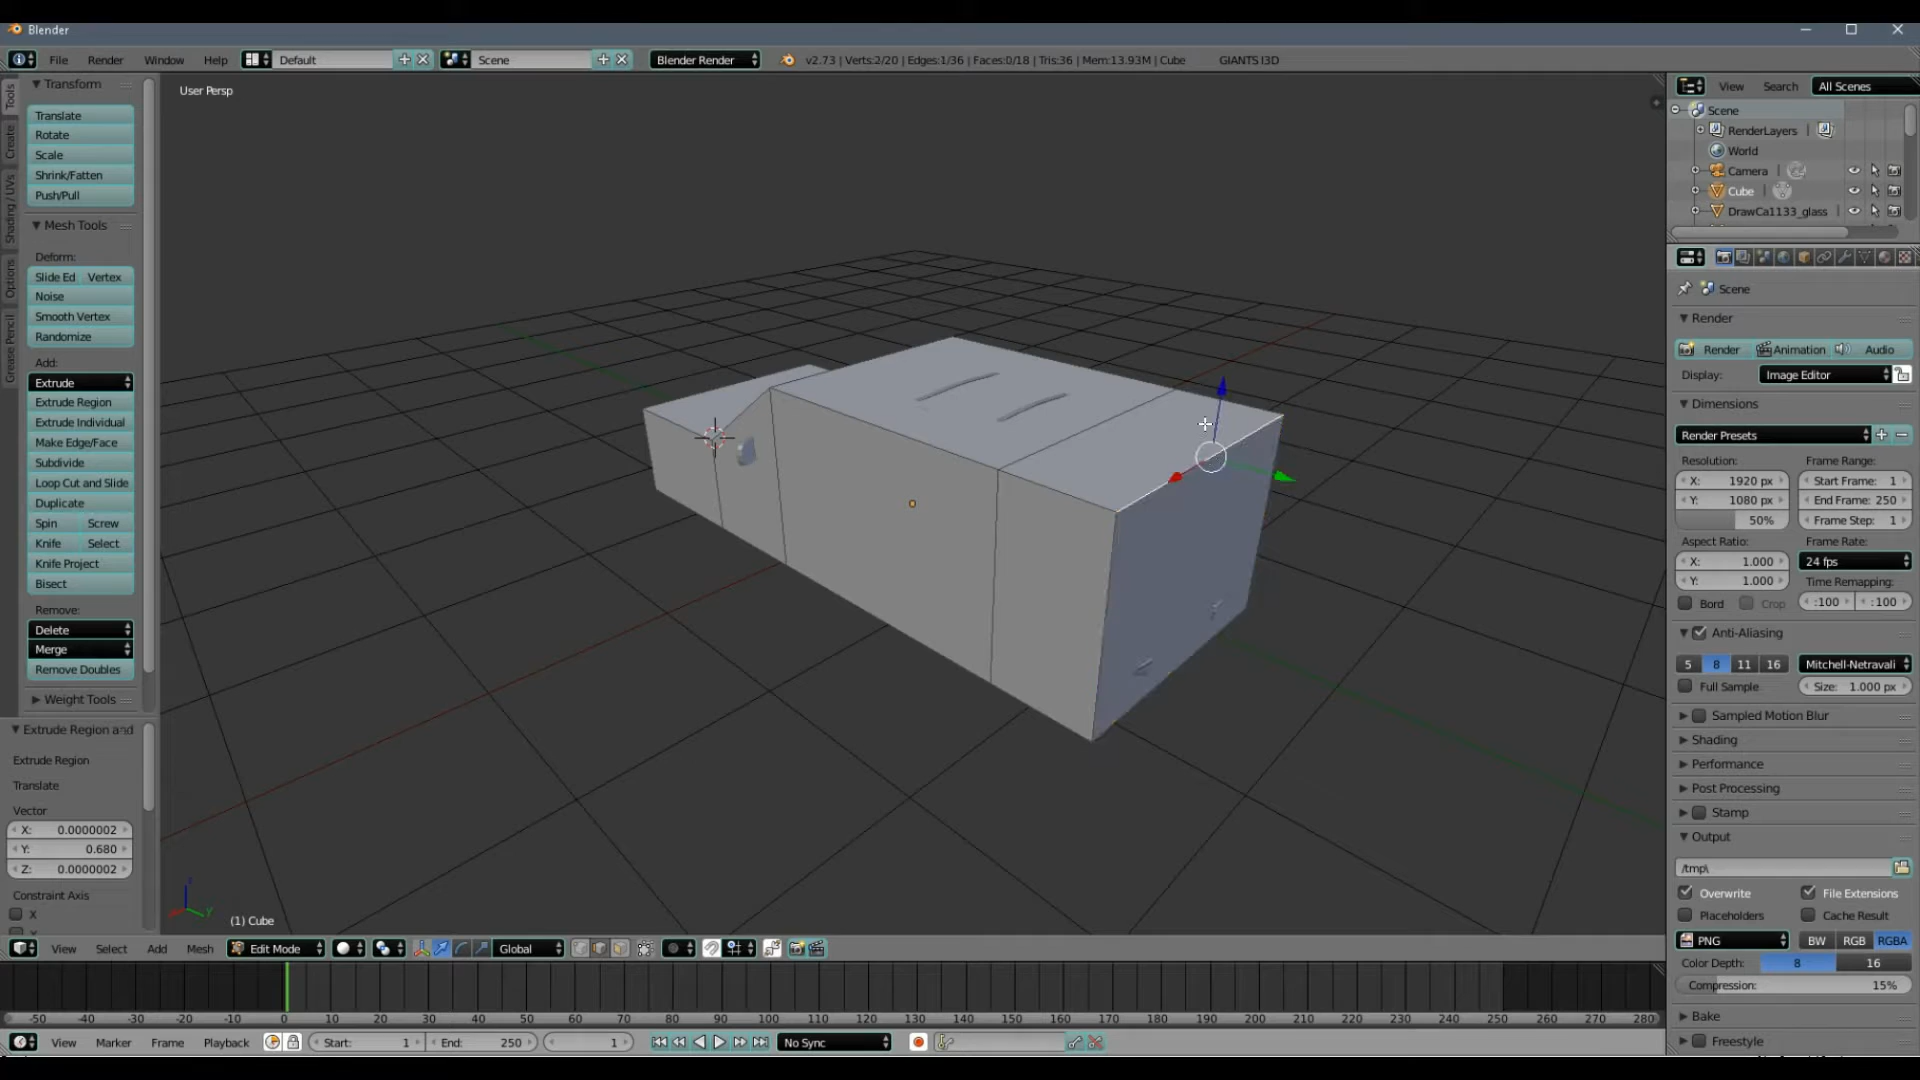 Blender
File Render Window Help Default Scene Blender Render v2.73 | Verts:2/20 | Edges:1/36 | Faces:0/18 | Tris:36 | Mem:13.93M | Cube GIANTS I3D
Tools
Create
Shading / UVs
Options
Grease Pencil
Transform
Translate
Rotate
Scale
Shrink/Fatten
Push/Pull
Mesh Tools
Deform:
Slide Ed Vertex
Noise
Smooth Vertex
Randomize
Add:
Extrude
Extrude Region
Extrude Individual
Make Edge/Face
Subdivide
Loop Cut and Slide
Duplicate
Spin Screw
Knife Select
Knife Project
Bisect
Remove:
Delete
Merge
Remove Doubles
Weight Tools
Extrude Region and
Extrude Region
Translate
Vector
X: 0.0000002
Y: 0.680
Z: 0.0000002
Constraint Axis
X
User Persp
(1) Cube
View Select Add Mesh Edit Mode Global
-50 -40 -30 -20 -10 0 10 20 30 40 50 60 70 80 90 100 110 120 130 140 150 160 170 180 190 200 210 220 230 240 250 260 270 280
View Marker Frame Playback Start: 1 End: 250 1 No Sync
View Search All Scenes
Scene
RenderLayers
World
Camera
Cube
DrawCa1133_glass
Scene
Render
Render Animation Audio
Display: Image Editor
Dimensions
Render Presets
Resolution: Frame Range:
X: 1920 px Start Frame: 1
Y: 1080 px End Frame: 250
50% Frame Step: 1
Aspect Ratio: Frame Rate:
X: 1.000 24 fps
Y: 1.000 Time Remapping:
Bord Crop :100 :100
Anti-Aliasing
5 8 11 16 Mitchell-Netravali
Full Sample Size: 1.000 px
Sampled Motion Blur
Shading
Performance
Post Processing
Stamp
Output
/tmp\
Overwrite File Extensions
Placeholders Cache Result
PNG BW RGB RGBA
Color Depth: 8 16
Compression: 15%
Bake
Freestyle